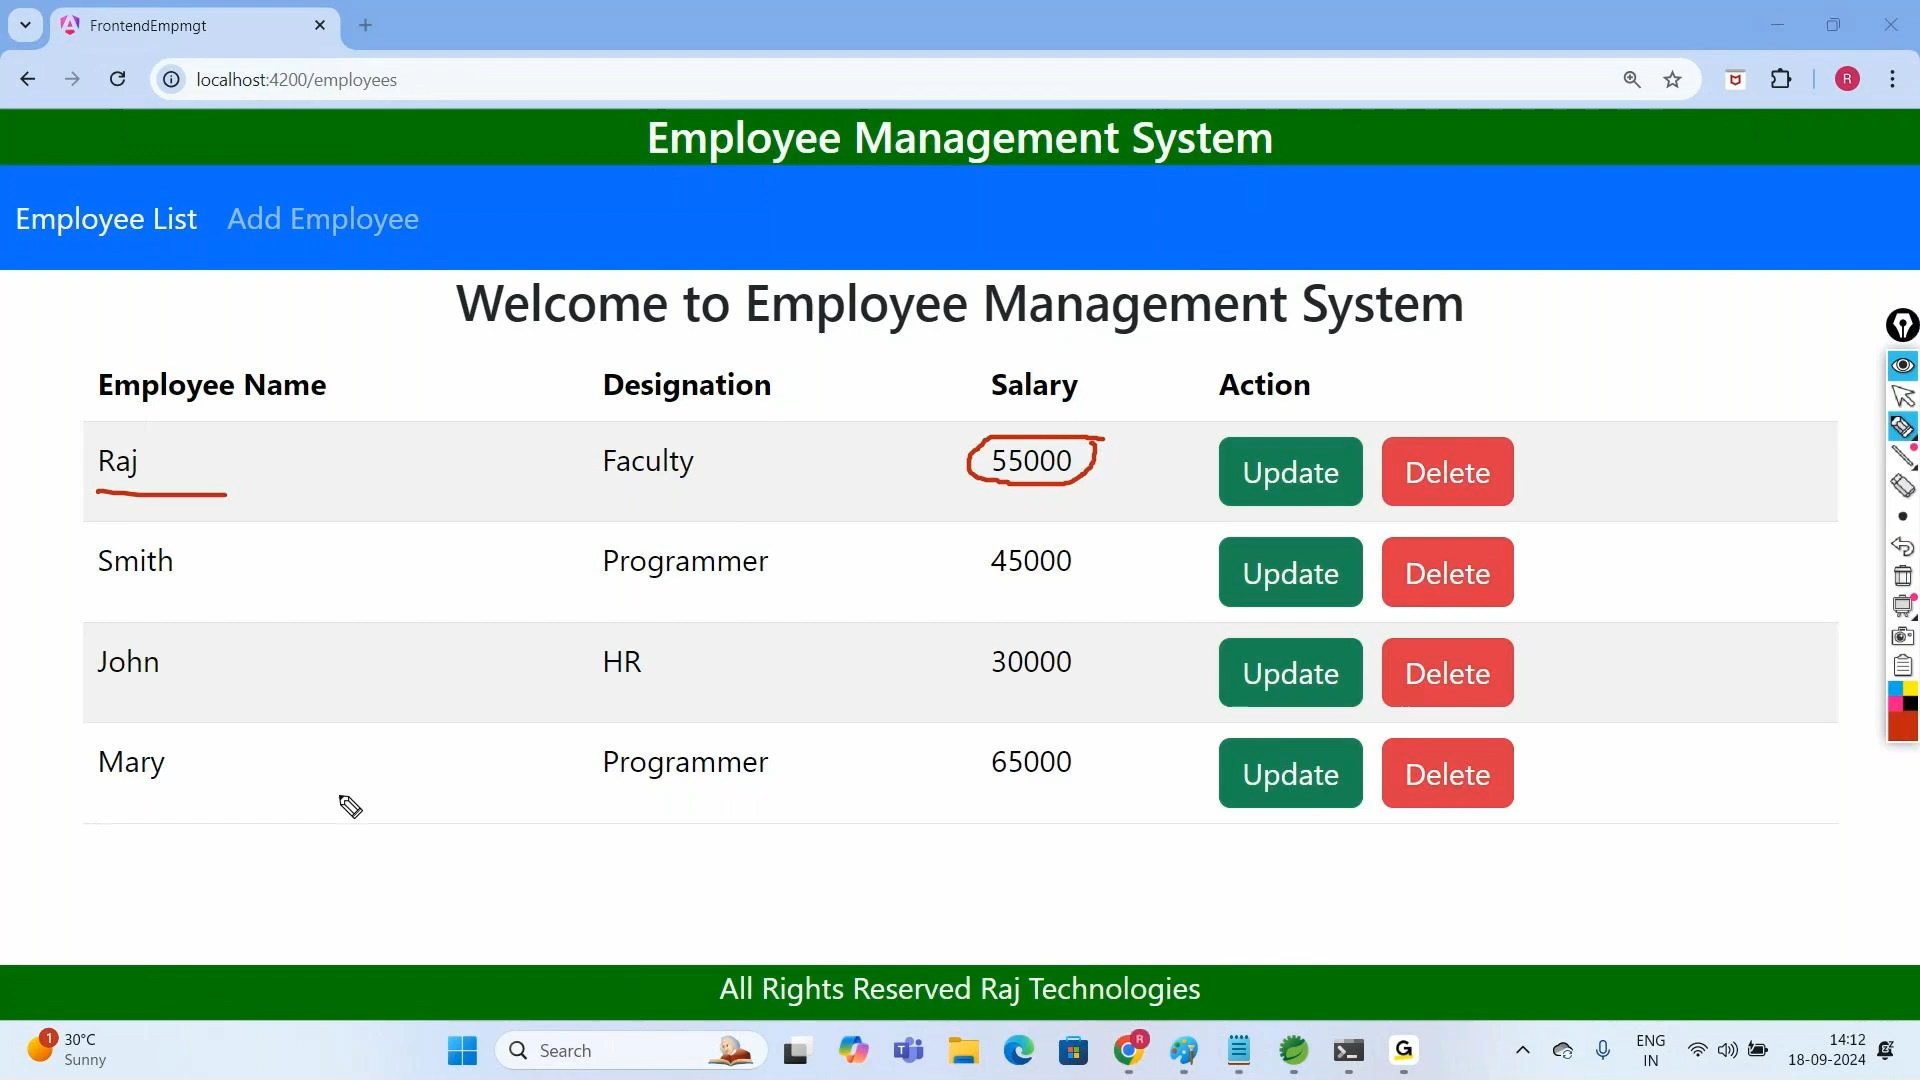 FrontendEmpmgt
localhost:4200/employees
R
Employee Management System
Employee List Add Employee
Welcome to Employee Management System
Employee Name Designation Salary Action
Raj Faculty 55000 Update Delete
Smith Programmer 45000 Update Delete
John HR 30000 Update Delete
Mary Programmer 65000 Update Delete
All Rights Reserved Raj Technologies
1
30°C
Sunny
Search
R
G
ENG
IN
14:12
18-09-2024